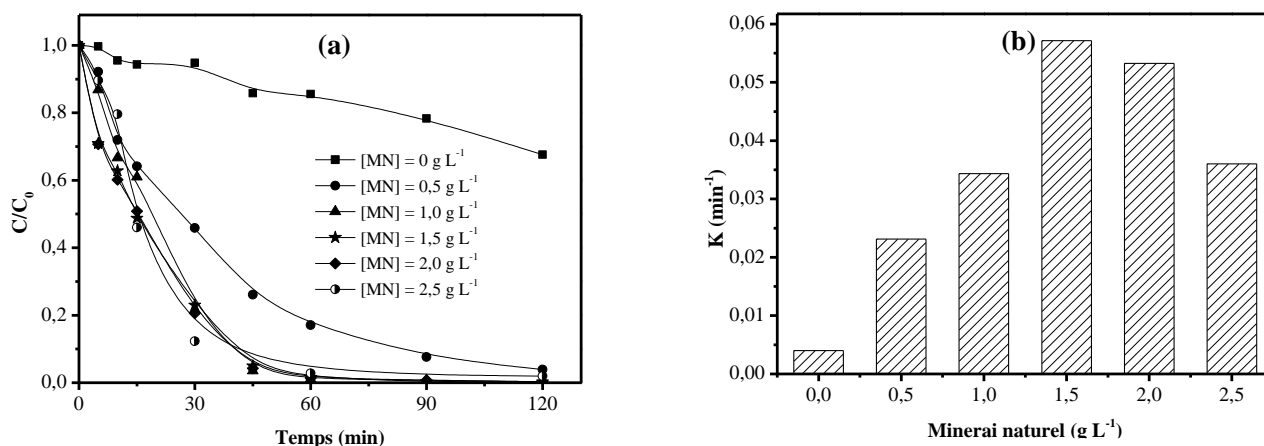 (a)
1,0
0,8
0,6
0,4
0,2
0,0
C/C0
[MN] = 0 g L-1
[MN] = 0,5 g L-1
[MN] = 1,0 g L-1
[MN] = 1,5 g L-1
[MN] = 2,0 g L-1
[MN] = 2,5 g L-1
0 30 60 90 120
Temps (min)
(b)
0,06
0,05
0,04
0,03
0,02
0,01
0,00
K (min-1)
0,0 0,5 1,0 1,5 2,0 2,5
Minerai naturel (g L-1)